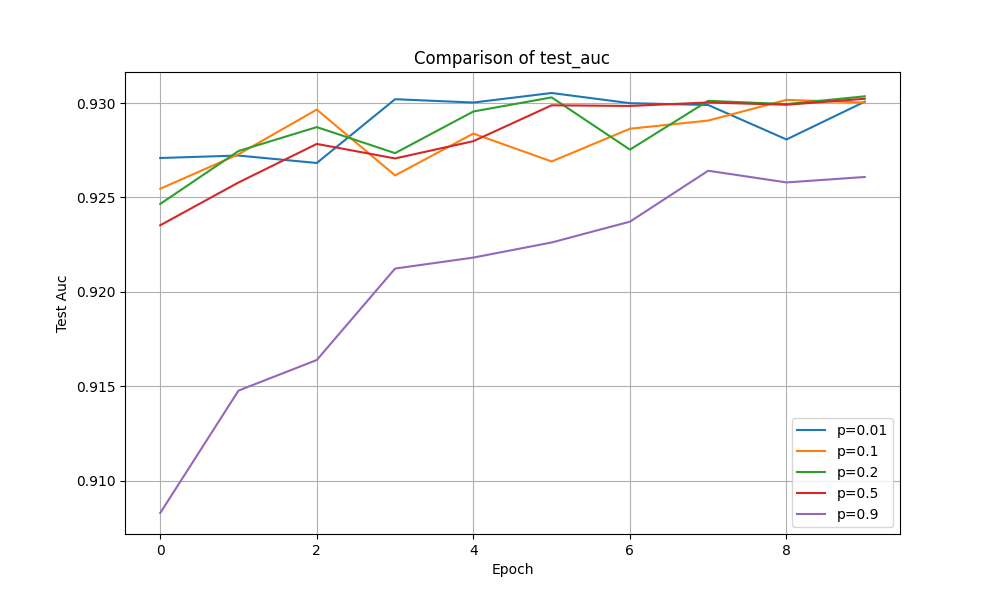 Comparison of test_auc
Test Auc
0.930
0.925
0.920
0.915
0.910
0
2
4
6
8
Epoch
p=0.01
p=0.1
p=0.2
p=0.5
p=0.9